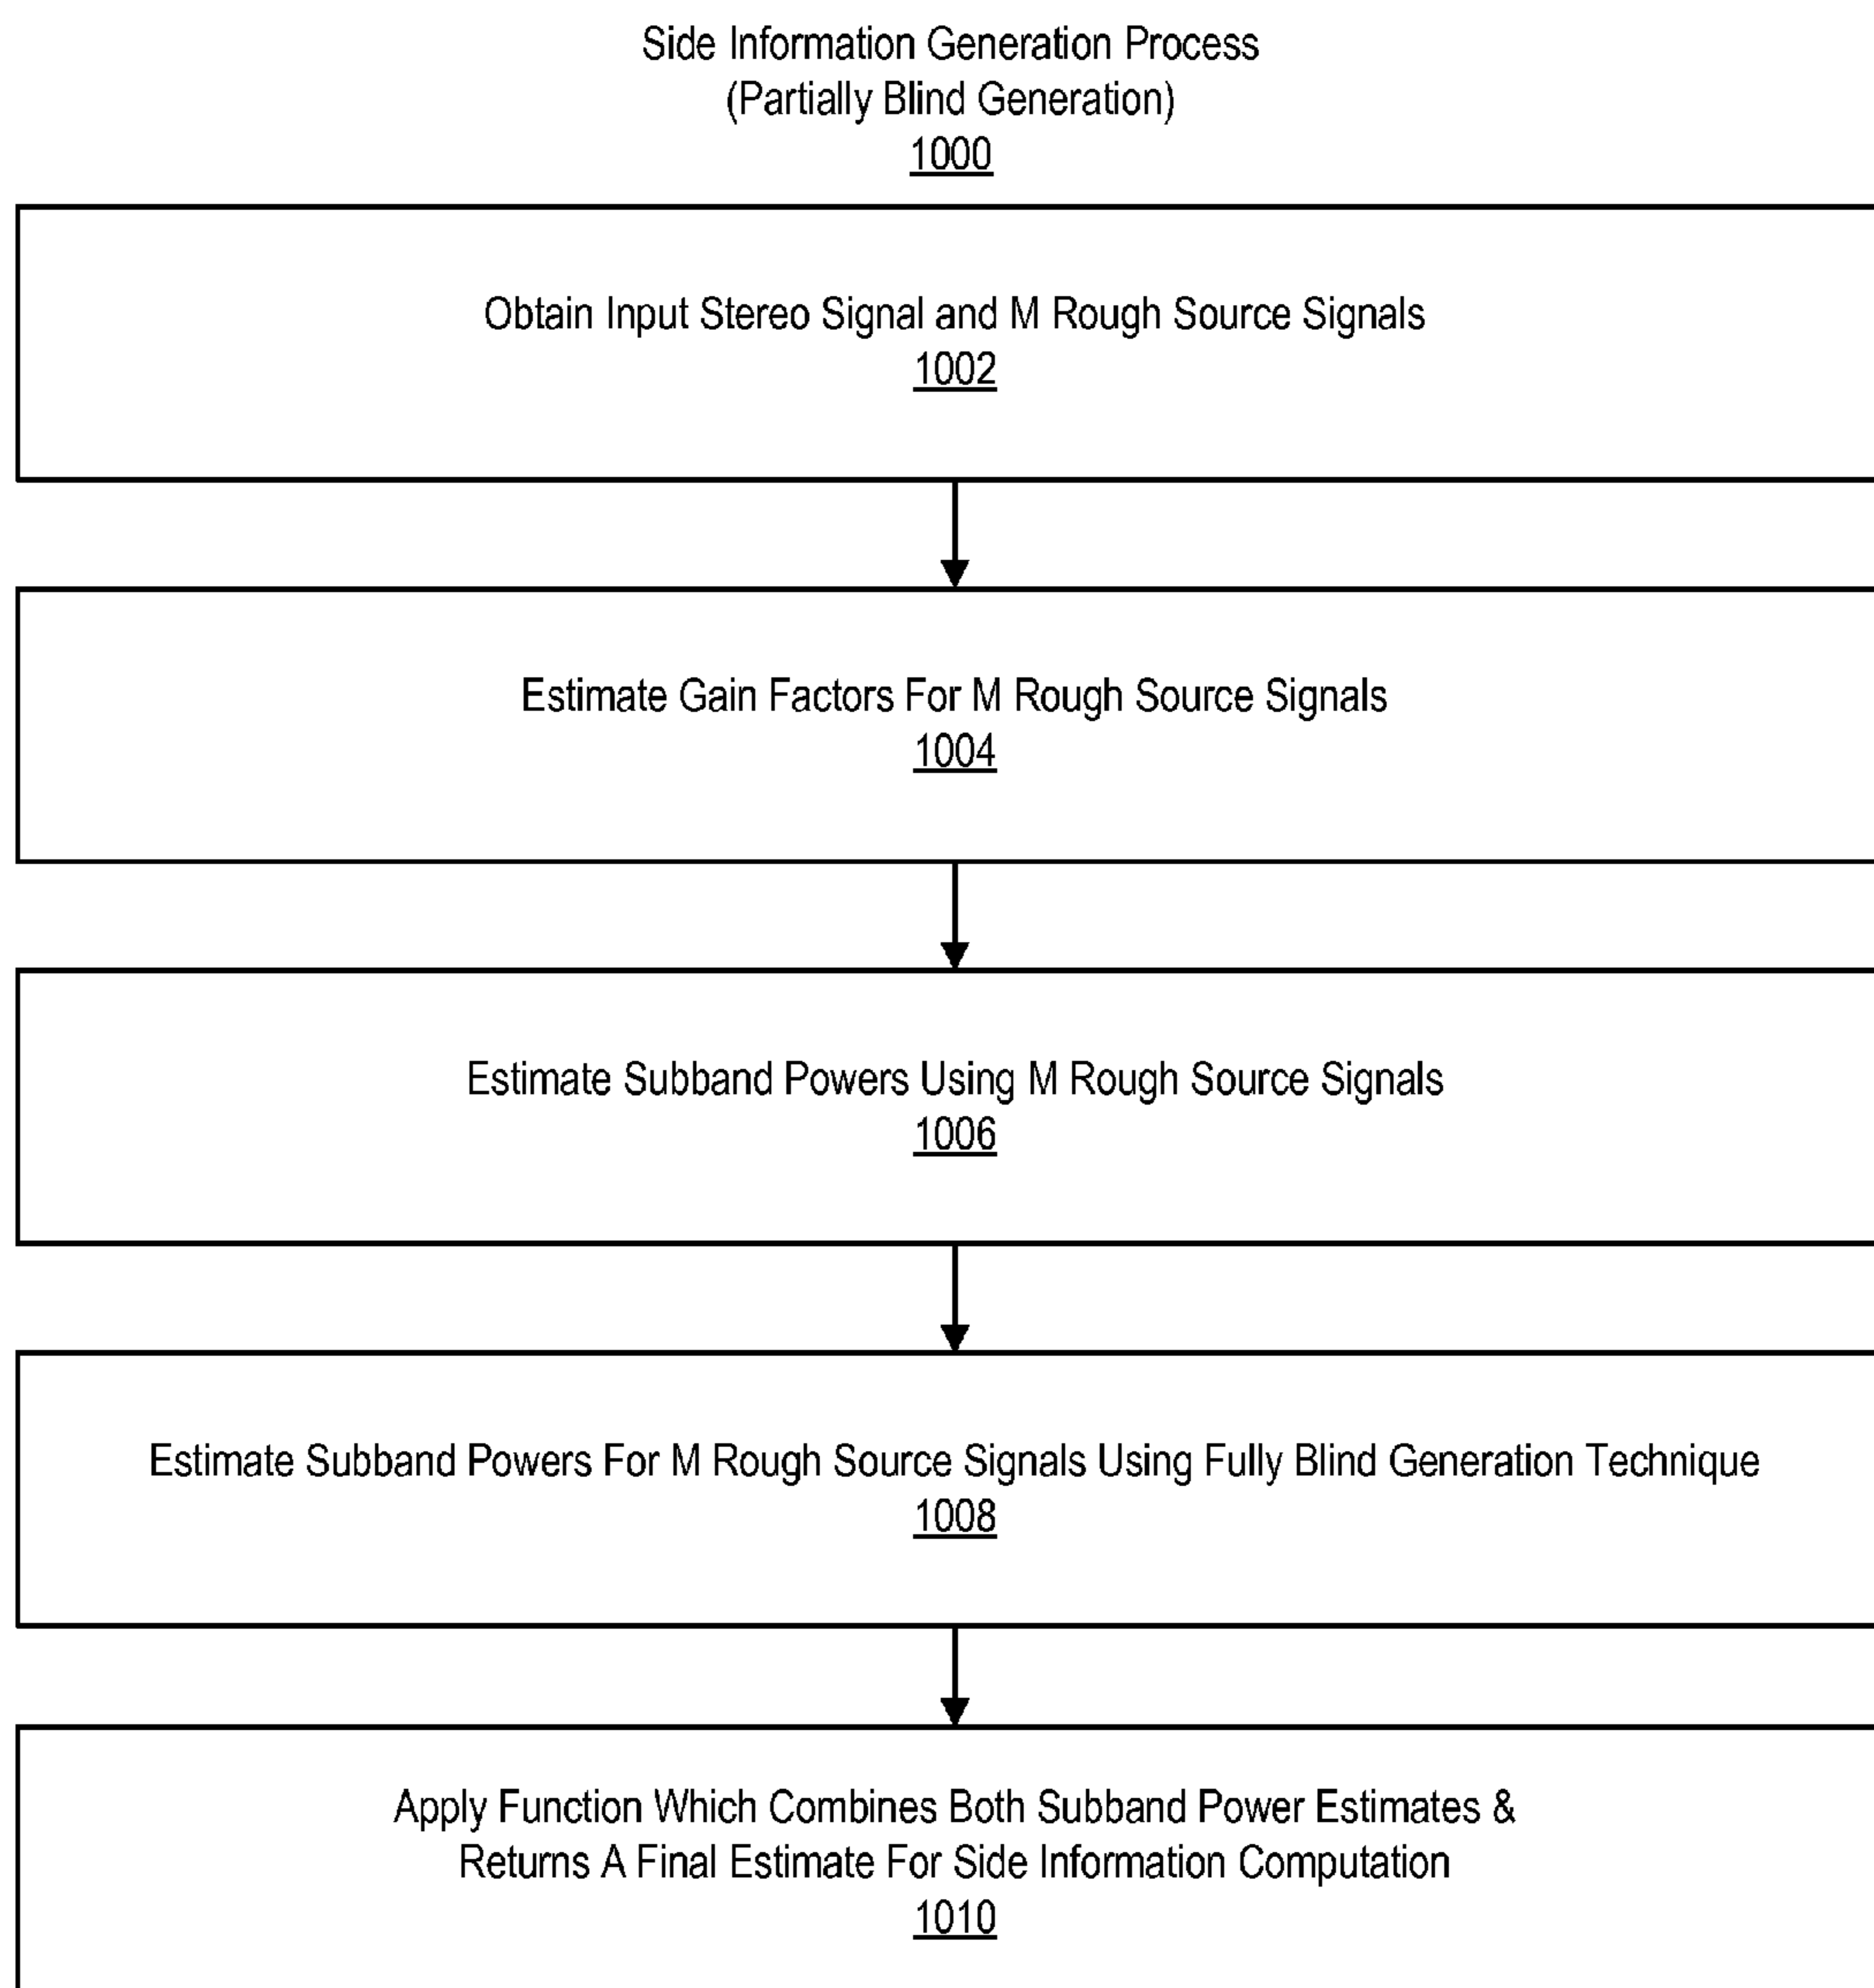 Side Information Generation Process
(Partially Blind Generation)
1000
Obtain Input Stereo Signal and M Rough Source Signals
1002
Estimate Gain Factors For M Rough Source Signals
1004
Estimate Subband Powers Using M Rough Source Signals
1006
Estimate Subband Powers For M Rough Source Signals Using Fully Blind Generation Technique
1008
Apply Function Which Combines Both Subband Power Estimates &
Returns A Final Estimate For Side Information Computation
1010